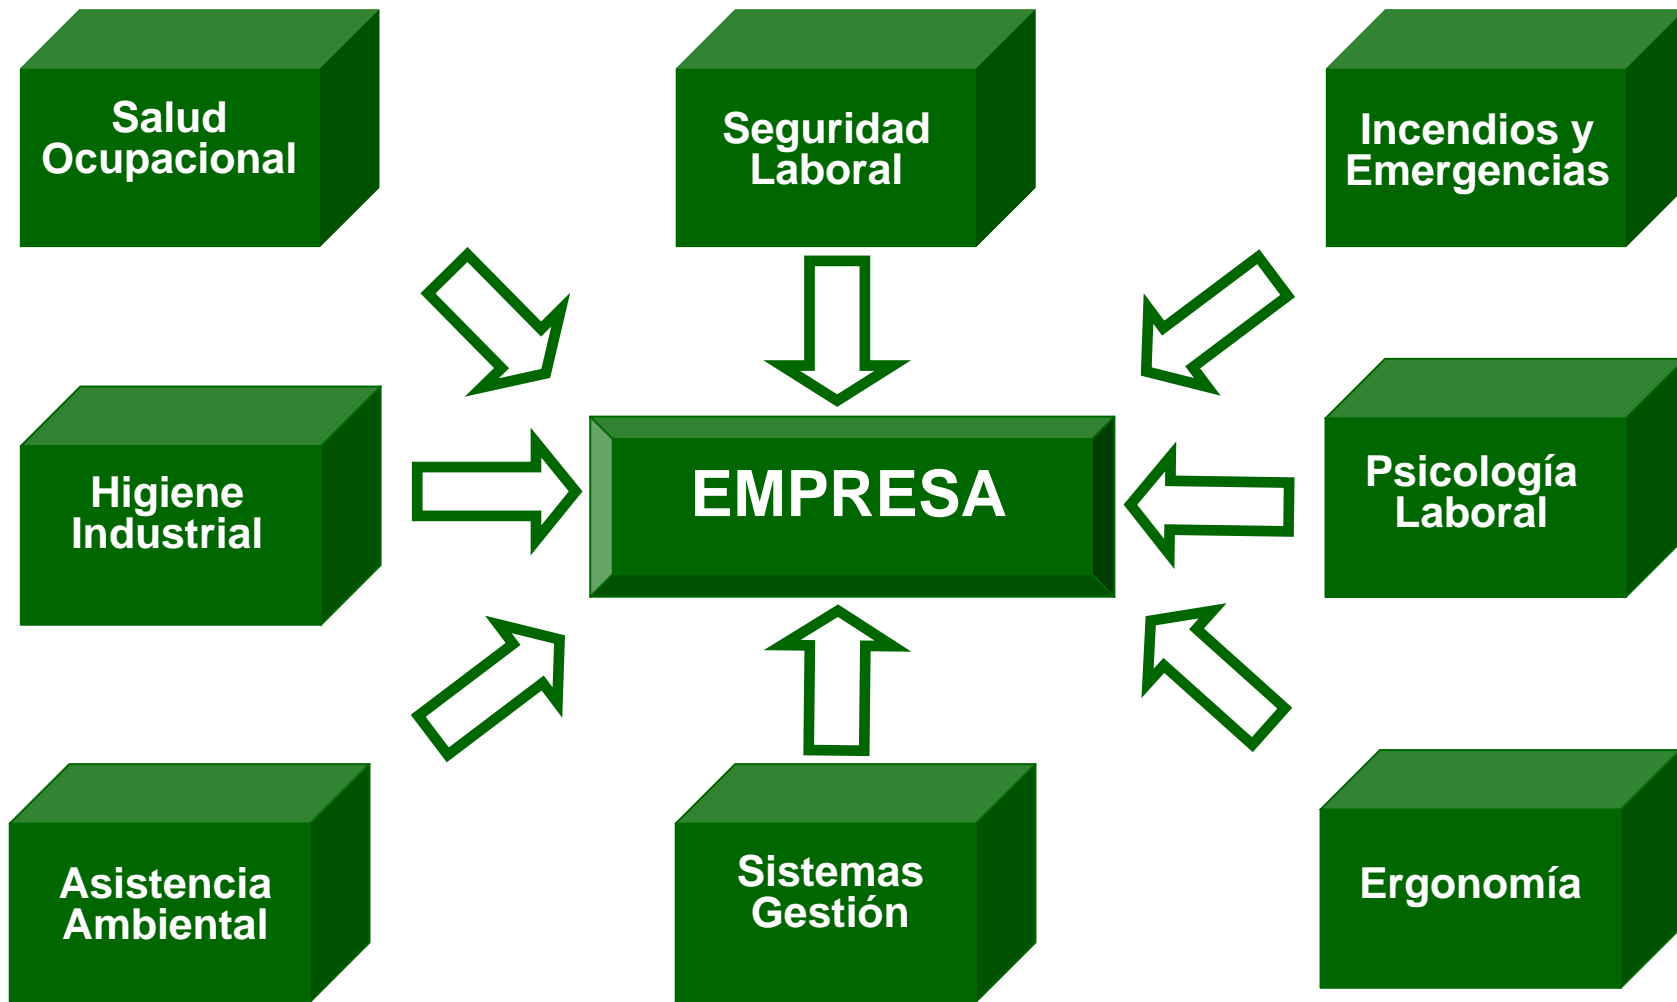 Salud
Ocupacional
Seguridad
Laboral
Incendios y
Emergencias
Higiene
Industrial
EMPRESA
Psicología
Laboral
Asistencia
Ambiental
Sistemas
Gestión
Ergonomía